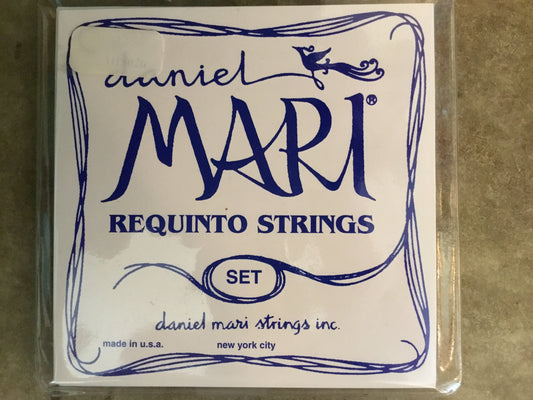 daniel
MARI®
REQUINTO STRINGS
SET
daniel mari strings inc.
made in u.s.a. new york city